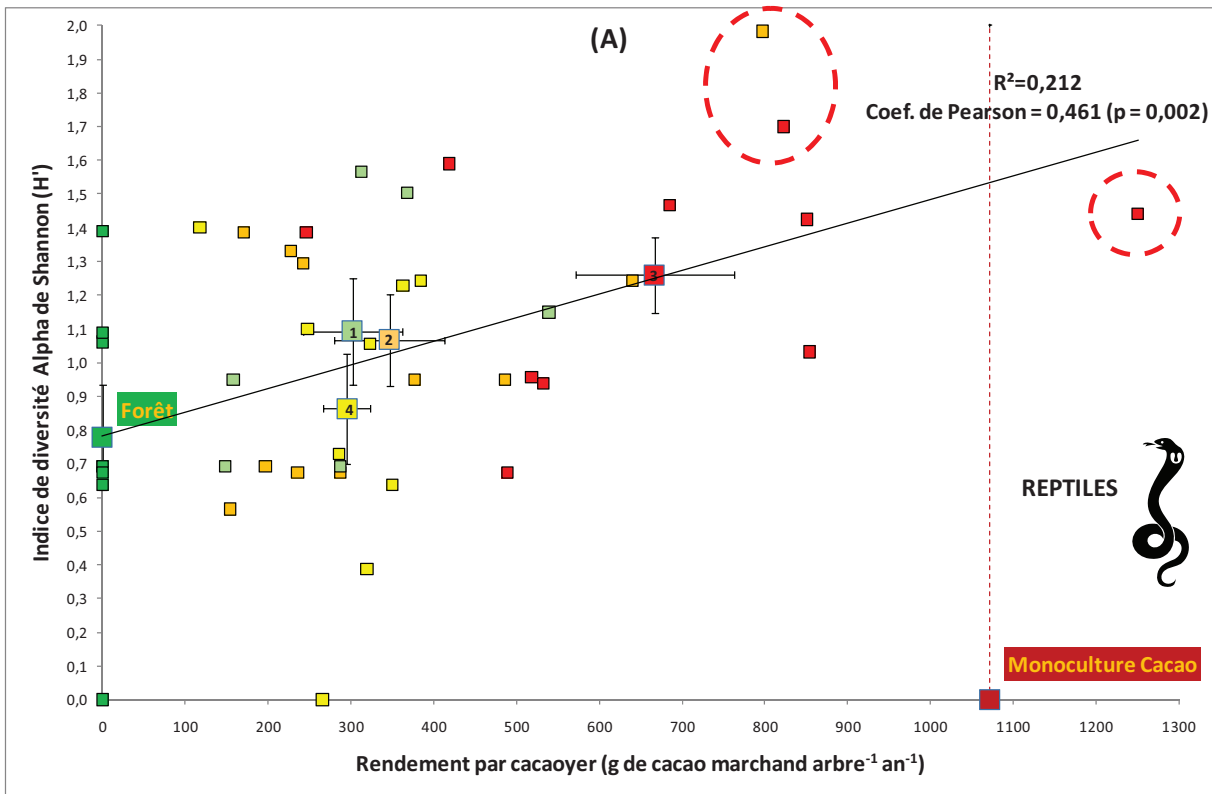 (A)
R²=0,212
Coef. de Pearson = 0,461 (p = 0,002)
Indice de diversité Alpha de Shannon (H')
2,0
1,9
1,8
1,7
1,6
1,5
1,4
1,3
1,2
1,1
1,0
0,9
0,8
0,7
0,6
0,5
0,4
0,3
0,2
0,1
0,0
3
1
2
4
Forêt
REPTILES
Monoculture Cacao
0 100 200 300 400 500 600 700 800 900 1000 1100 1200 1300
Rendement par cacaoyer (g de cacao marchand arbre⁻¹ an⁻¹)